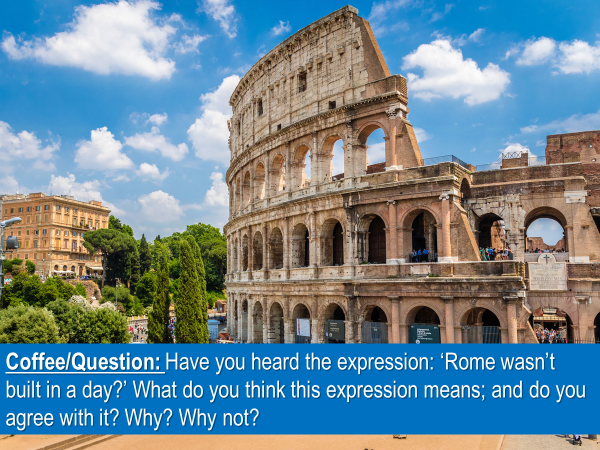 Coffee/Question: Have you heard the expression: ‘Rome wasn’t
built in a day?’ What do you think this expression means; and do you
agree with it? Why? Why not?